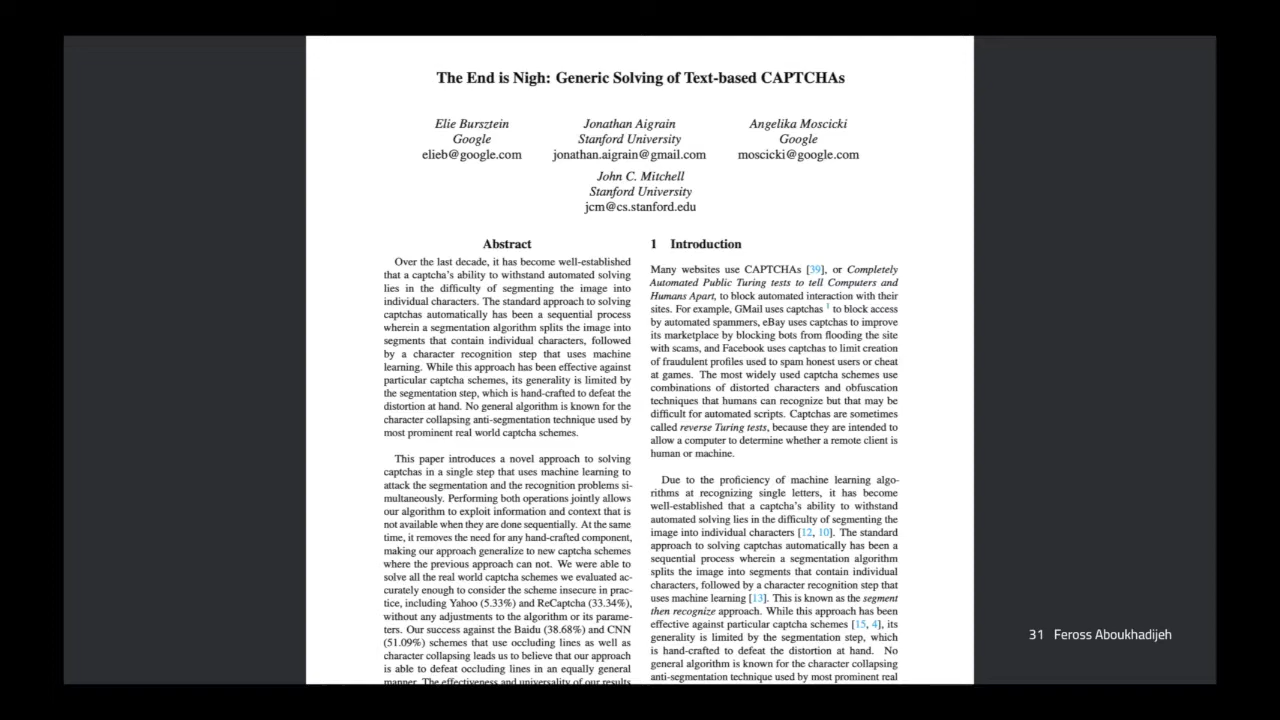 The End is Nigh: Generic Solving of Text-based CAPTCHAs
Elie Bursztein
Google
elieb@google.com
Jonathan Aigrain
Stanford University
jonathan.aigrain@gmail.com
Angelika Moscicki
Google
moscicki@google.com
John C. Mitchell
Stanford University
jcm@cs.stanford.edu
Abstract
Over the last decade, it has become well-established
that a captcha's ability to withstand automated solving
lies in the difficulty of segmenting the image into
individual characters. The standard approach to solving
captchas automatically has been a sequential process
wherein a segmentation algorithm splits the image into
segments that contain individual characters, followed
by a character recognition step that uses machine
learning. While this approach has been effective against
particular captcha schemes, its generality is limited by
the segmentation step, which is hand-crafted to defeat the
distortion at hand. No general algorithm is known for the
character collapsing anti-segmentation technique used by
most prominent real world captcha schemes.
This paper introduces a novel approach to solving
captchas in a single step that uses machine learning to
attack the segmentation and the recognition problems si-
multaneously. Performing both operations jointly allows
our algorithm to exploit information and context that is
not available when they are done sequentially. At the same
time, it removes the need for any hand-crafted component,
making our approach generalize to new captcha schemes
where the previous approach can not. We were able to
solve all the real world captcha schemes we evaluated ac-
curately enough to consider the scheme insecure in prac-
tice, including Yahoo (5.33%) and ReCaptcha (33.34%),
without any adjustments to the algorithm or its parame-
ters. Our success against the Baidu (38.68%) and CNN
(51.09%) schemes that use occluding lines as well as
character collapsing leads us to believe that our approach
is able to defeat occluding lines in an equally general
manner. The effectiveness and universality of our results
1 Introduction
Many websites use CAPTCHAs [39], or Completely
Automated Public Turing tests to tell Computers and
Humans Apart, to block automated interaction with their
sites. For example, GMail uses captchas 1 to block access
by automated spammers, eBay uses captchas to improve
its marketplace by blocking bots from flooding the site
with scams, and Facebook uses captchas to limit creation
of fraudulent profiles used to spam honest users or cheat
at games. The most widely used captcha schemes use
combinations of distorted characters and obfuscation
techniques that humans can recognize but that may be
difficult for automated scripts. Captchas are sometimes
called reverse Turing tests, because they are intended to
allow a computer to determine whether a remote client is
human or machine.
Due to the proficiency of machine learning algo-
rithms at recognizing single letters, it has become
well-established that a captcha's ability to withstand
automated solving lies in the difficulty of segmenting the
image into individual characters [12, 10]. The standard
approach to solving captchas automatically has been a
sequential process wherein a segmentation algorithm
splits the image into segments that contain individual
characters, followed by a character recognition step that
uses machine learning [13]. This is known as the segment
then recognize approach. While this approach has been
effective against particular captcha schemes [15, 4], its
generality is limited by the segmentation step, which
is hand-crafted to defeat the distortion at hand. No
general algorithm is known for the character collapsing
anti-segmentation technique used by most prominent real
31 Feross Aboukhadijeh